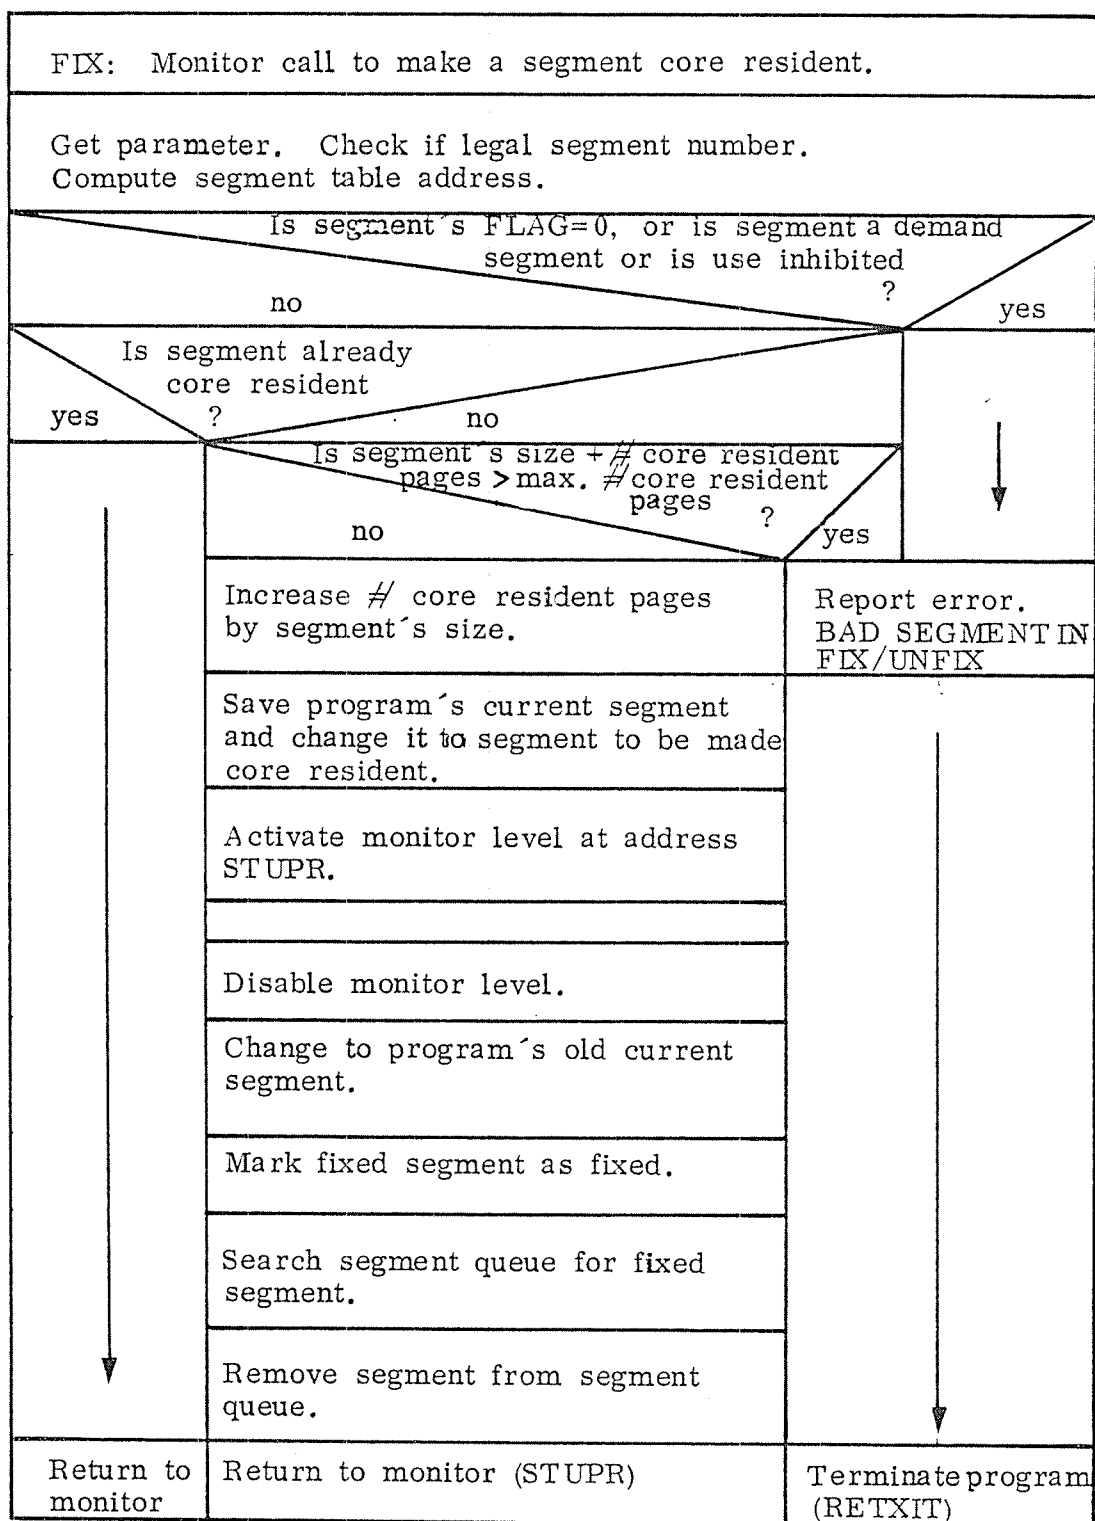 FIX: Monitor call to make a segment core resident.
Get parameter. Check if legal segment number.
Compute segment table address.
Is segment´s FLAG=0, or is segment a demand
segment or is use inhibited
?
no
yes
Is segment already
core resident
?
yes
no
Is segment´s size + # core resident
pages > max. # core resident
pages
?
no
yes
Increase # core resident pages
by segment´s size.
Report error.
BAD SEGMENT IN
FIX/UNFIX
Save program´s current segment
and change it to segment to be made
core resident.
Activate monitor level at address
STUPR.
Disable monitor level.
Change to program´s old current
segment.
Mark fixed segment as fixed.
Search segment queue for fixed
segment.
Remove segment from segment
queue.
Return to
monitor
Return to monitor (STUPR)
Terminate program
(RETXIT)